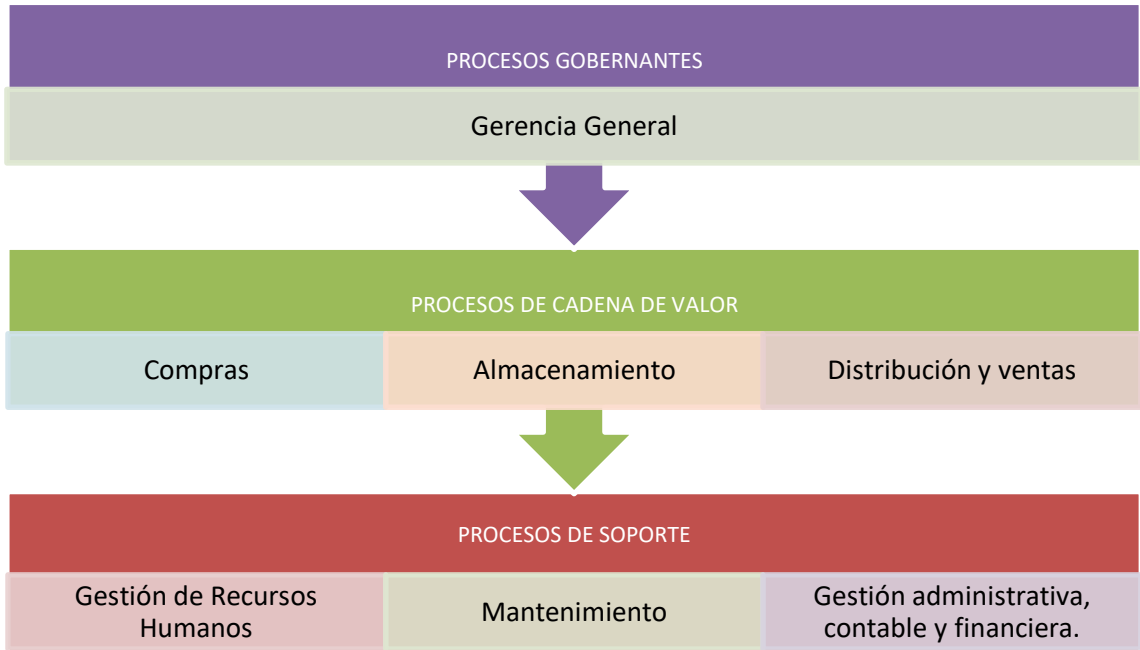 PROCESOS GOBERNANTES
Gerencia General
PROCESOS DE CADENA DE VALOR
Compras
Almacenamiento
Distribución y ventas
PROCESOS DE SOPORTE
Gestión de Recursos
Humanos
Mantenimiento
Gestión administrativa,
contable y financiera.